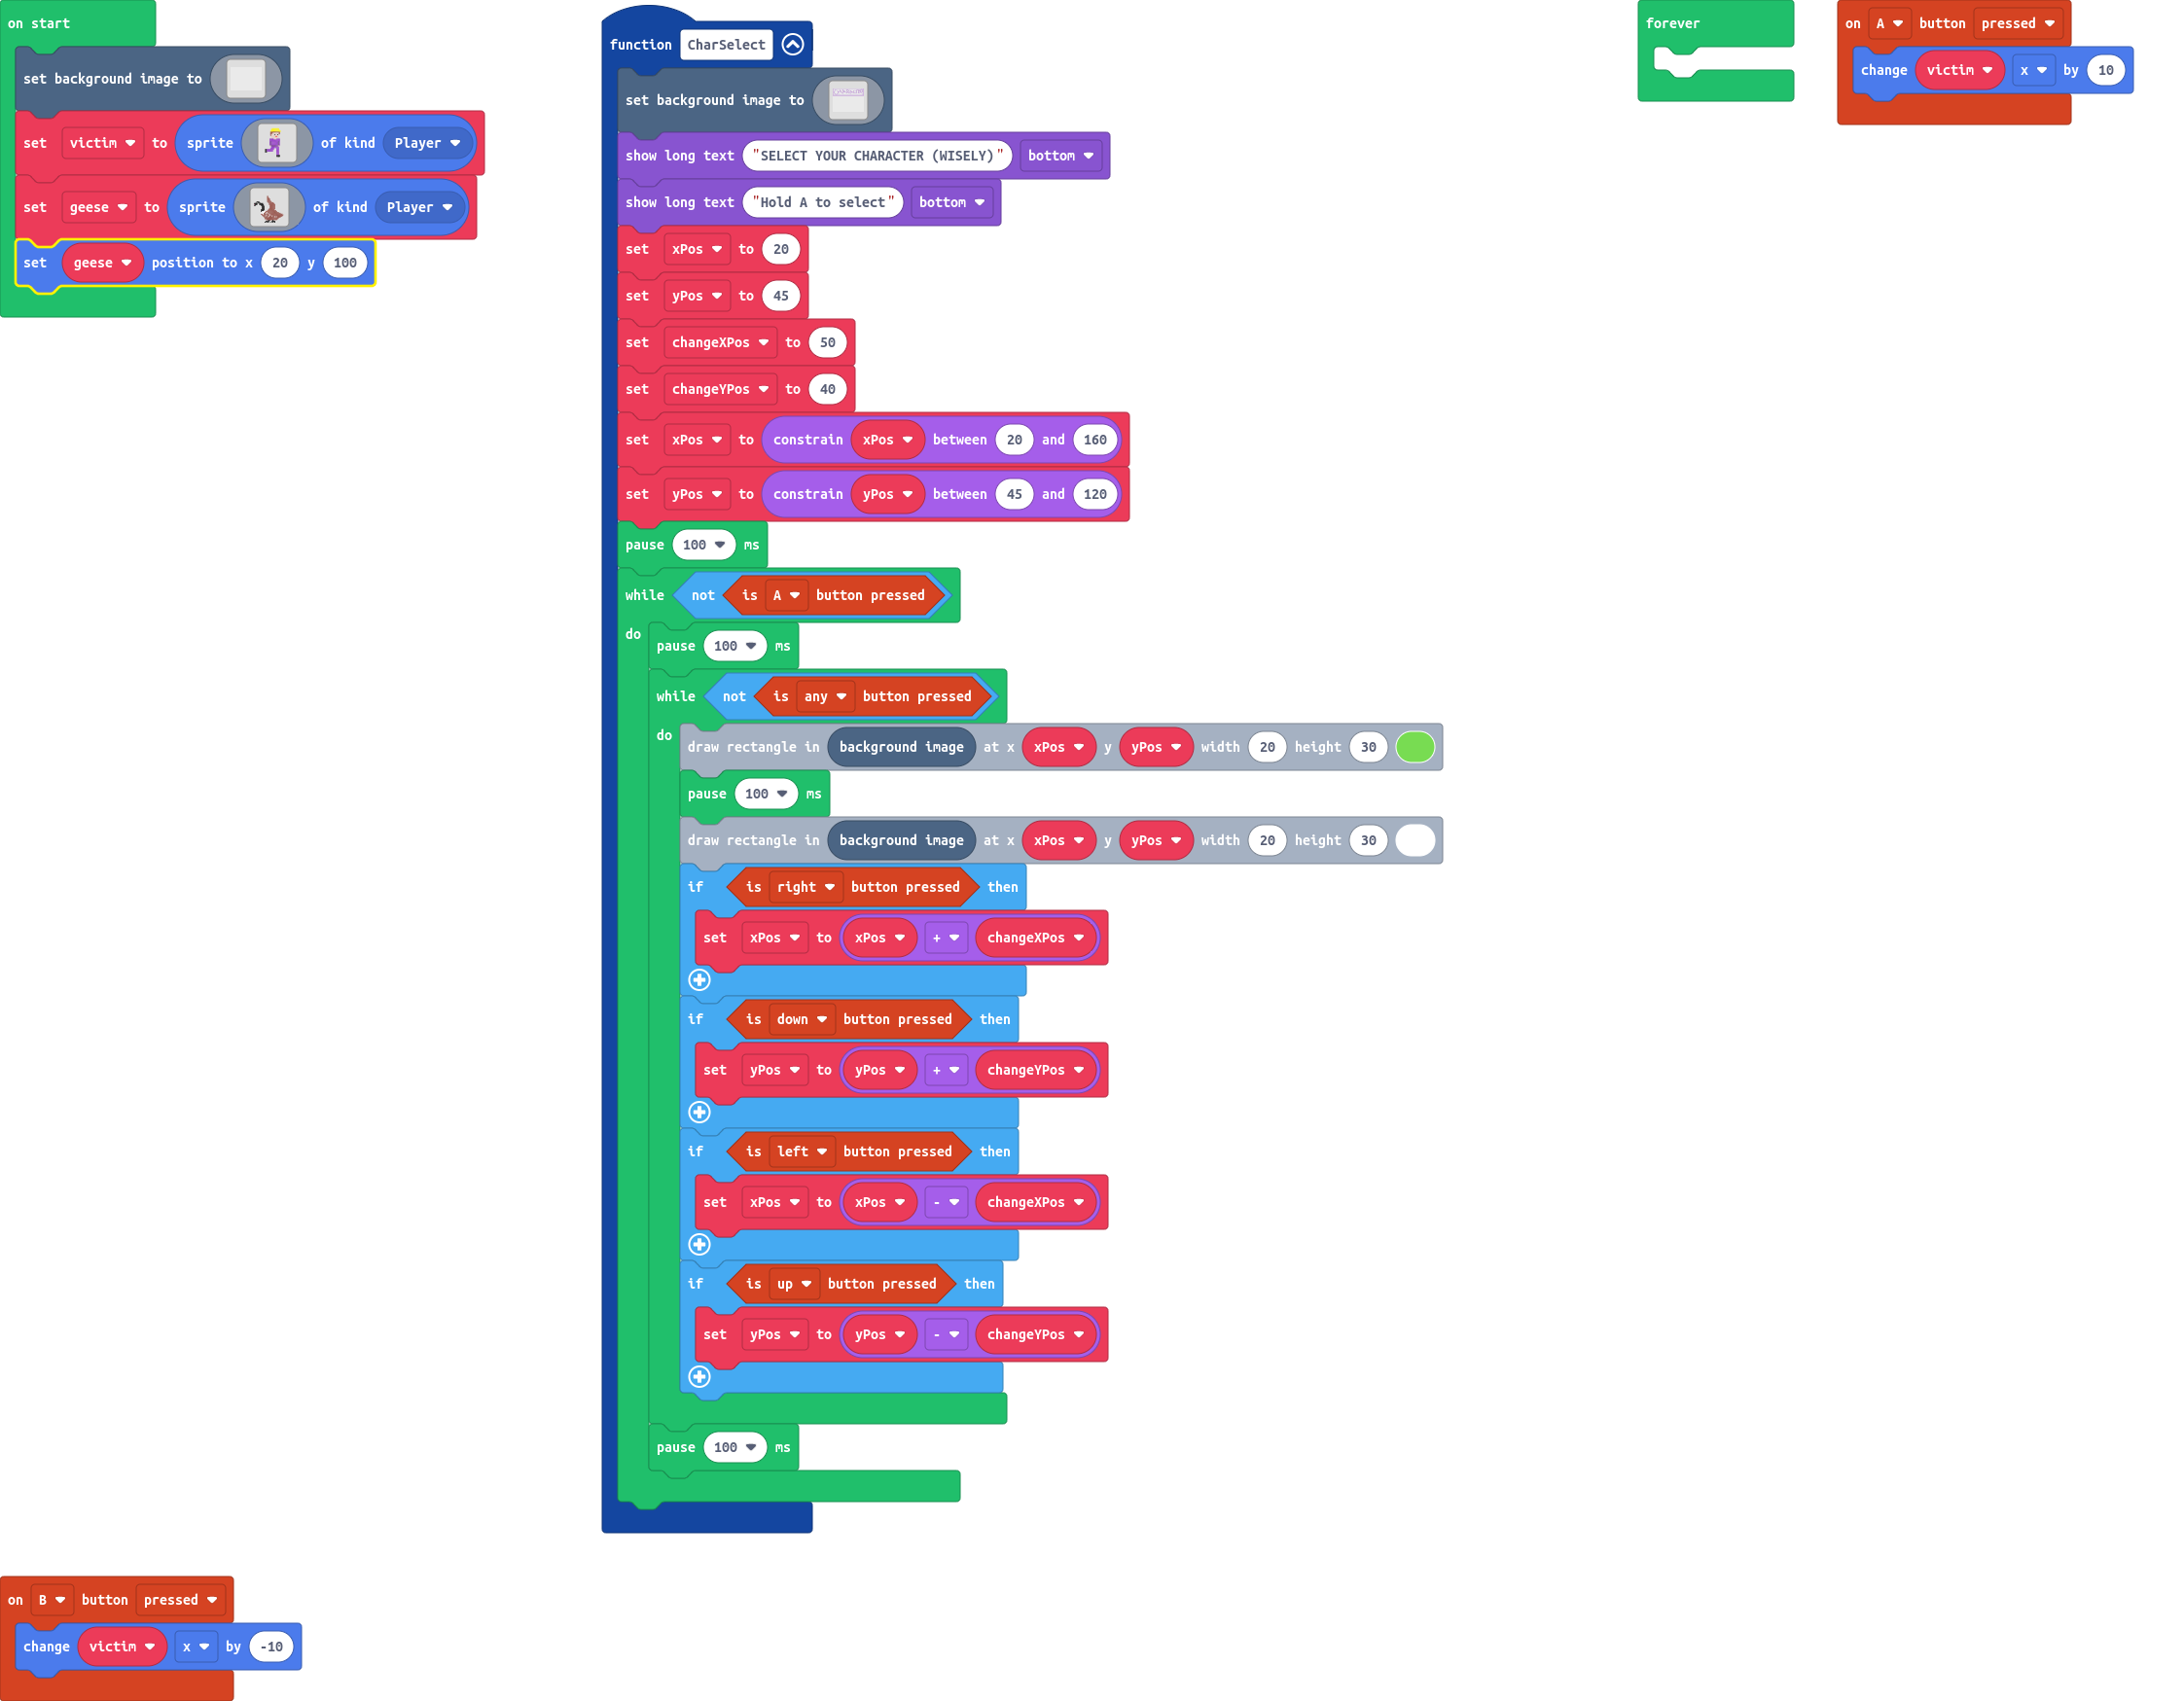 on start
set background image to
set victim to sprite of kind Player
set geese to sprite of kind Player
set geese position to x 20 y 100
function CharSelect
set background image to
show long text "SELECT YOUR CHARACTER (WISELY)" bottom
show long text "Hold A to select" bottom
set xPos to 20
set yPos to 45
set changeXPos to 50
set changeYPos to 40
set xPos to constrain xPos between 20 and 160
set yPos to constrain yPos between 45 and 120
pause 100 ms
while not is A button pressed
do
pause 100 ms
while not is any button pressed
do
draw rectangle in background image at x xPos y yPos width 20 height 30
pause 100 ms
draw rectangle in background image at x xPos y yPos width 20 height 30
if is right button pressed then
set xPos to xPos + changeXPos
if is down button pressed then
set yPos to yPos + changeYPos
if is left button pressed then
set xPos to xPos - changeXPos
if is up button pressed then
set yPos to yPos - changeYPos
pause 100 ms
forever
on A button pressed
change victim x by 10
on B button pressed
change victim x by -10